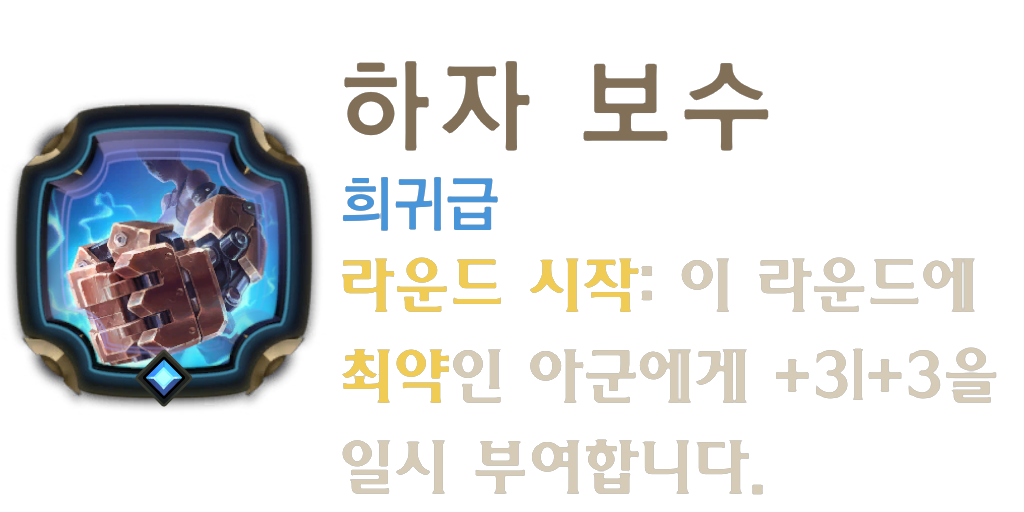 하자 보수
희귀급
라운드 시작: 이 라운드에
최약인 아군에게 +3|+3을
일시 부여합니다.